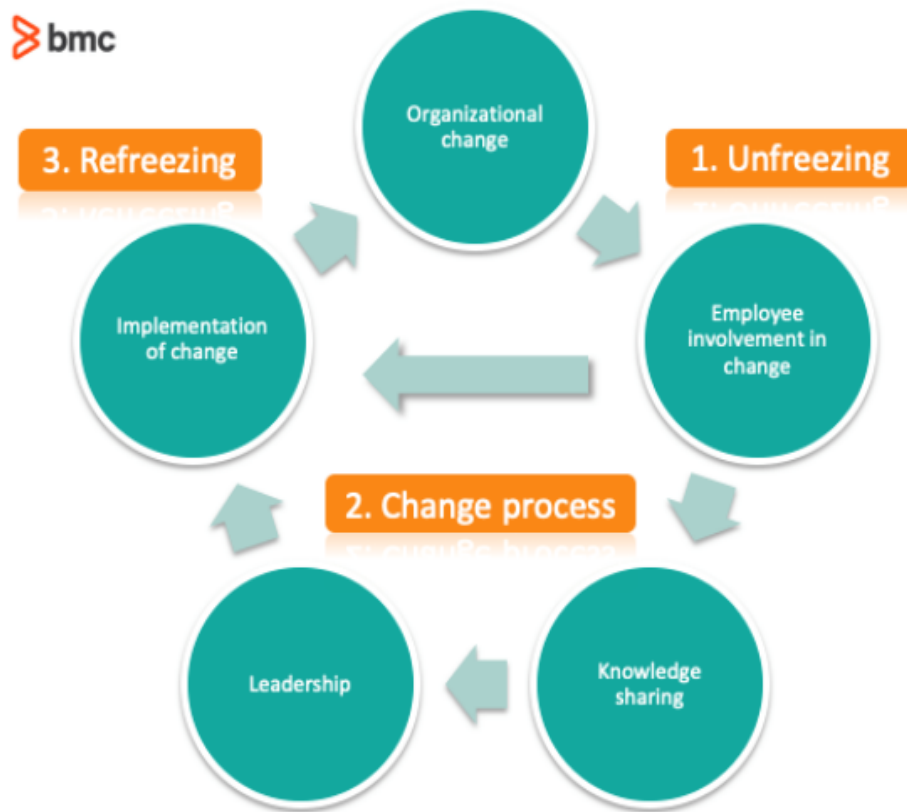 bmc
Organizational
change
3. Refreezing
1. Unfreezing
Implementation
of change
Employee
involvement in
change
2. Change process
Leadership
Knowledge
sharing